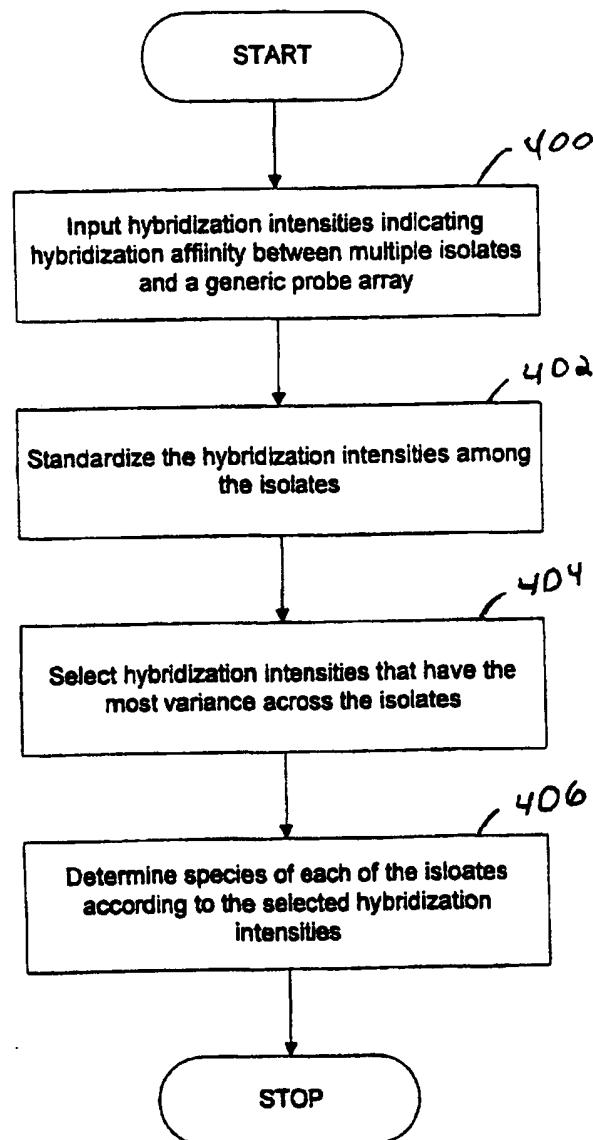 START
400
Input hybridization intensities indicating
hybridization affiinity between multiple isolates
and a generic probe array
402
Standardize the hybridization intensities among
the isolates
404
Select hybridization intensities that have the
most variance across the isolates
406
Determine species of each of the isloates
according to the selected hybridization
intensities
STOP